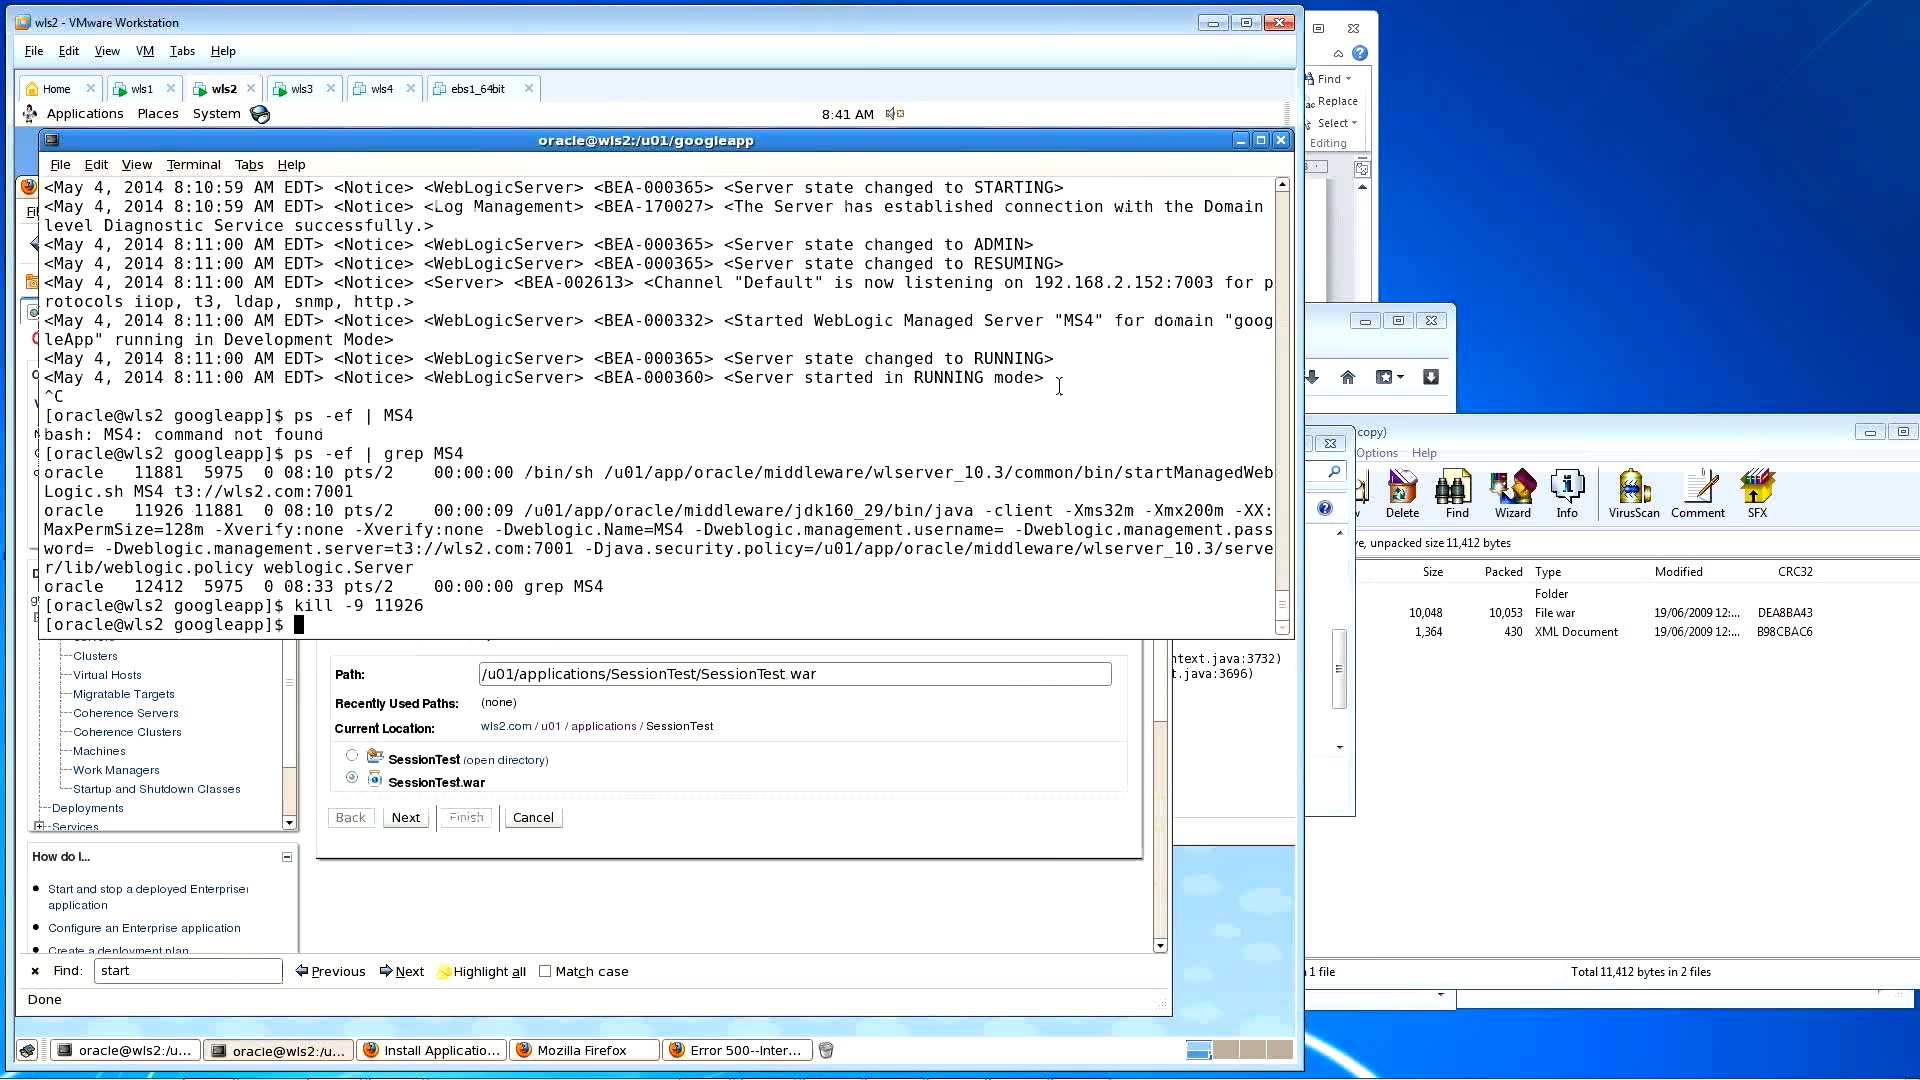 wls2 - VMware Workstation
File Edit View VM Tabs Help
Home wls1 wls2 wls3 wls4 ebs1_64bit
Applications Places System 8:41 AM
oracle@wls2:/u01/googleapp
File Edit View Terminal Tabs Help
<May 4, 2014 8:10:59 AM EDT> <Notice> <WebLogicServer> <BEA-000365> <Server state changed to STARTING>
<May 4, 2014 8:10:59 AM EDT> <Notice> <Log Management> <BEA-170027> <The Server has established connection with the Domain
level Diagnostic Service successfully.>
<May 4, 2014 8:11:00 AM EDT> <Notice> <WebLogicServer> <BEA-000365> <Server state changed to ADMIN>
<May 4, 2014 8:11:00 AM EDT> <Notice> <WebLogicServer> <BEA-000365> <Server state changed to RESUMING>
<May 4, 2014 8:11:00 AM EDT> <Notice> <Server> <BEA-002613> <Channel "Default" is now listening on 192.168.2.152:7003 for p
rotocols iiop, t3, ldap, snmp, http.>
<May 4, 2014 8:11:00 AM EDT> <Notice> <WebLogicServer> <BEA-000332> <Started WebLogic Managed Server "MS4" for domain "goog
leApp" running in Development Mode>
<May 4, 2014 8:11:00 AM EDT> <Notice> <WebLogicServer> <BEA-000365> <Server state changed to RUNNING>
<May 4, 2014 8:11:00 AM EDT> <Notice> <WebLogicServer> <BEA-000360> <Server started in RUNNING mode>
^C
[oracle@wls2 googleapp]$ ps -ef | MS4
bash: MS4: command not found
[oracle@wls2 googleapp]$ ps -ef | grep MS4
oracle 11881 5975 0 08:10 pts/2 00:00:00 /bin/sh /u01/app/oracle/middleware/wlserver_10.3/common/bin/startManagedWeb
Logic.sh MS4 t3://wls2.com:7001
oracle 11926 11881 0 08:10 pts/2 00:00:09 /u01/app/oracle/middleware/jdk160_29/bin/java -client -Xms32m -Xmx200m -XX:
MaxPermSize=128m -Xverify:none -Xverify:none -Dweblogic.Name=MS4 -Dweblogic.management.username= -Dweblogic.management.pass
word= -Dweblogic.management.server=t3://wls2.com:7001 -Djava.security.policy=/u01/app/oracle/middleware/wlserver_10.3/serve
r/lib/weblogic.policy weblogic.Server
oracle 12412 5975 0 08:33 pts/2 00:00:00 grep MS4
[oracle@wls2 googleapp]$ kill -9 11926
[oracle@wls2 googleapp]$
Clusters
Virtual Hosts
Migratable Targets
Coherence Servers
Coherence Clusters
Machines
Work Managers
Startup and Shutdown Classes
Deployments
Services
How do I...
Start and stop a deployed Enterprise
application
Configure an Enterprise application
Create a deployment plan
Path: /u01/applications/SessionTest/SessionTest.war
Recently Used Paths: (none)
Current Location: wls2.com / u01 / applications / SessionTest
SessionTest (open directory)
SessionTest.war
Back Next Finish Cancel
ntext.java:3732)
t.java:3696)
Find: start Previous Next Highlight all Match case
Done
oracle@wls2:/u... oracle@wls2:/u... Install Applicatio... Mozilla Firefox Error 500--Inter...
Find
Replace
Select
Editing
copy)
Options Help
Delete Find Wizard Info VirusScan Comment SFX
e, unpacked size 11,412 bytes
Size Packed Type Modified CRC32
Folder
10,048 10,053 File war 19/06/2009 12:... DEA8BA43
1,364 430 XML Document 19/06/2009 12:... B98CBAC6
1 file Total 11,412 bytes in 2 files